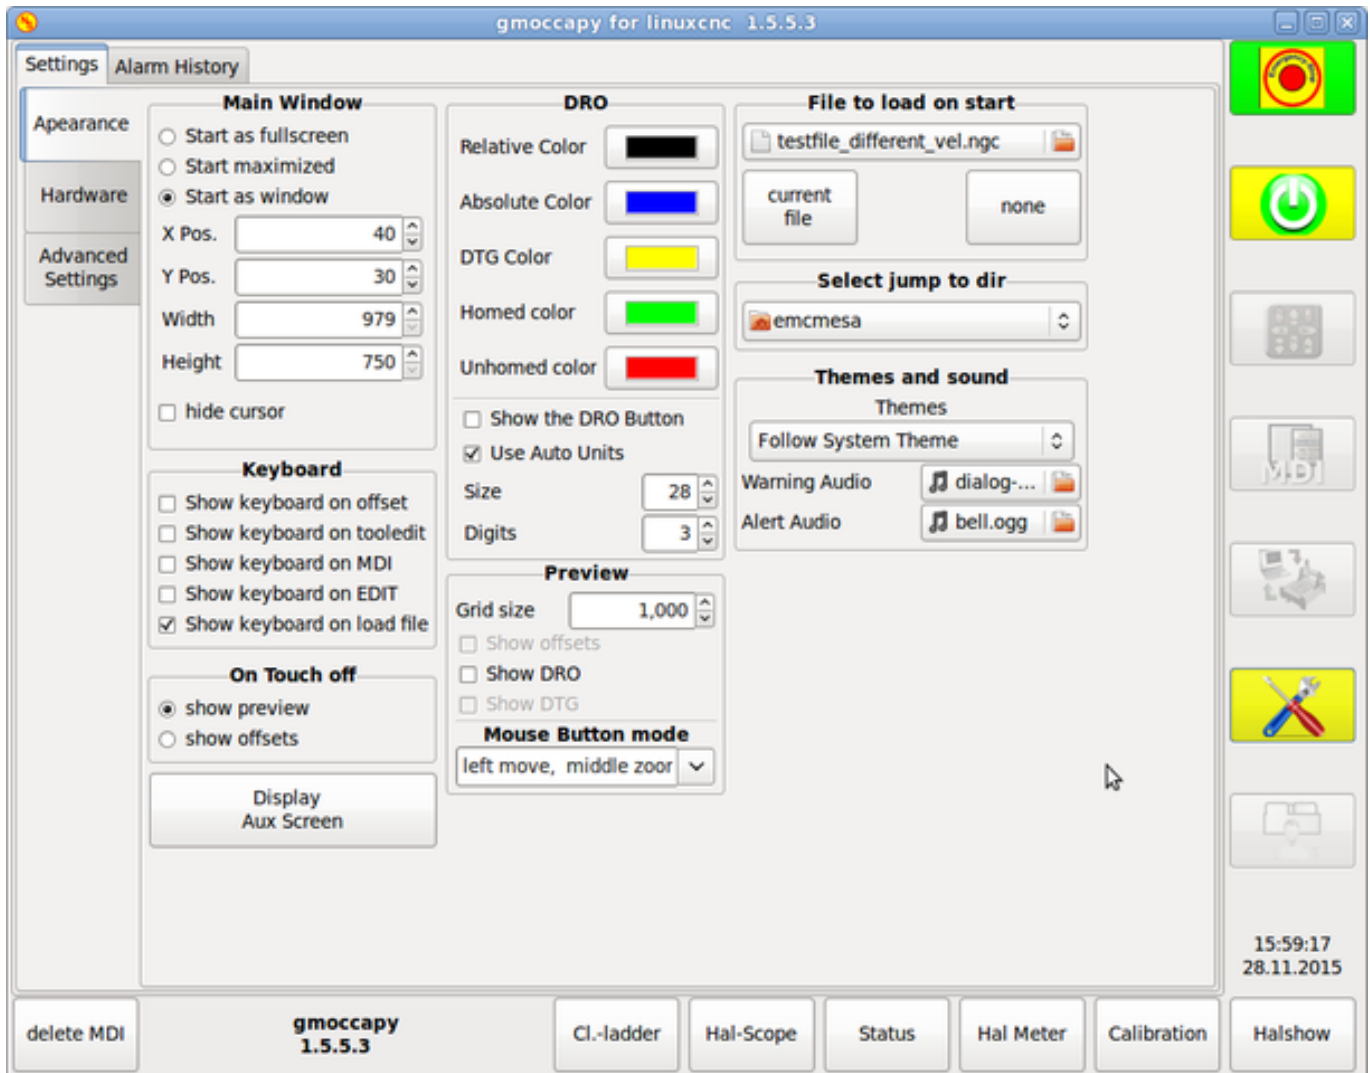 gmoccapy for linuxcnc 1.5.5.3
Settings
Alarm History
Apearance
Hardware
Advanced
Settings
Main Window
Start as fullscreen
Start maximized
Start as window
X Pos.
40
Y Pos.
30
Width
979
Height
750
hide cursor
Keyboard
Show keyboard on offset
Show keyboard on tooledit
Show keyboard on MDI
Show keyboard on EDIT
Show keyboard on load file
On Touch off
show preview
show offsets
Display
Aux Screen
DRO
Relative Color
Absolute Color
DTG Color
Homed color
Unhomed color
Show the DRO Button
Use Auto Units
Size
28
Digits
3
Preview
Grid size
1,000
Show offsets
Show DRO
Show DTG
Mouse Button mode
left move, middle zoor
File to load on start
testfile_different_vel.ngc
current
file
none
Select jump to dir
emcmesa
Themes and sound
Themes
Follow System Theme
Warning Audio
dialog-...
Alert Audio
bell.ogg
Emergency Stop
MDI
15:59:17
28.11.2015
delete MDI
gmoccapy
1.5.5.3
Cl.-ladder
Hal-Scope
Status
Hal Meter
Calibration
Halshow